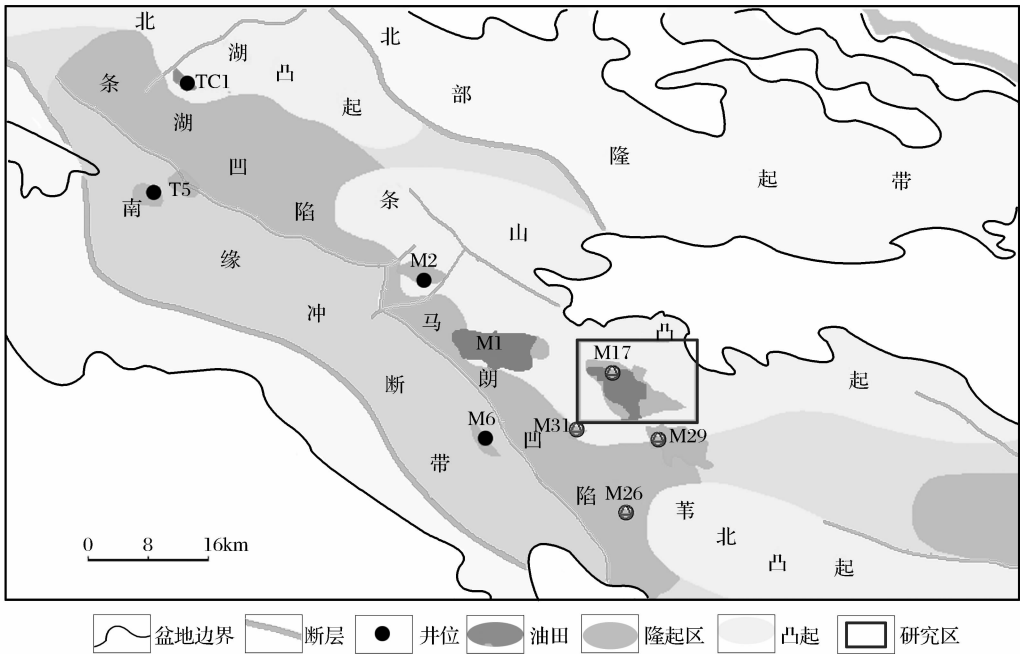 北湖凸起
北部隆起带
条湖凹陷
TC1
T5
南缘冲断带
条山凸起
M2
马朗凹陷
M1
M17
M6
M31
M29
M26
苇北凸起
0 8 16km
盆地边界 断层 井位 油田 隆起区 凸起 研究区